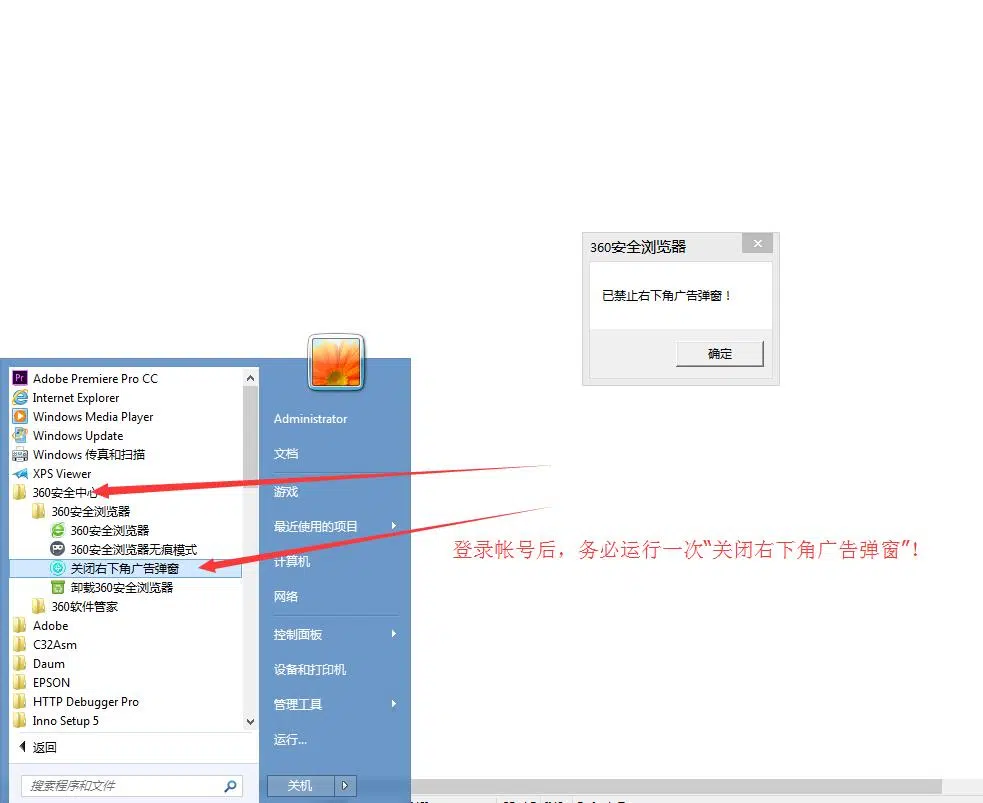 360安全浏览器
已禁止右下角广告弹窗！
确定
Adobe Premiere Pro CC
Internet Explorer
Windows Media Player
Windows Update
Windows 传真和扫描
XPS Viewer
360安全中心
360安全浏览器
360安全浏览器
360安全浏览器无痕模式
关闭右下角广告弹窗
卸载360安全浏览器
360软件管家
Adobe
C32Asm
Daum
EPSON
HTTP Debugger Pro
Inno Setup 5
返回
搜索程序和文件
Administrator
文档
游戏
最近使用的项目
计算机
网络
控制面板
设备和打印机
管理工具
运行...
关机
登录帐号后，务必运行一次“关闭右下角广告弹窗”！